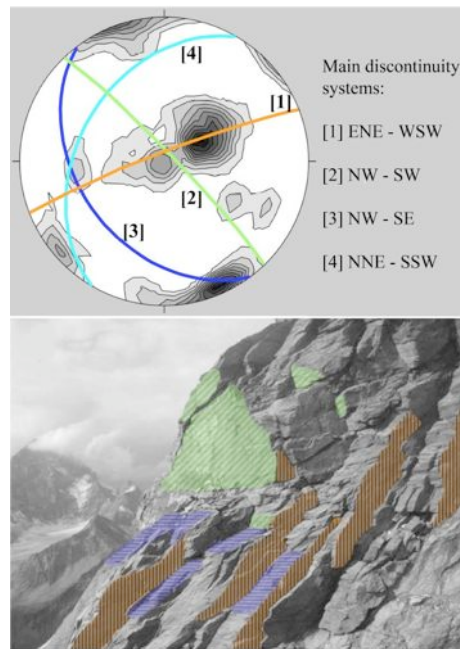 [4]
[1]
[2]
[3]
Main discontinuity
systems:
[1] ENE - WSW
[2] NW - SW
[3] NW - SE
[4] NNE - SSW